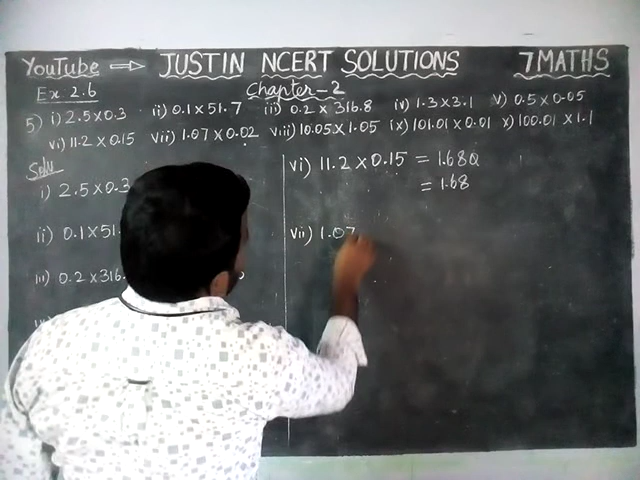 YouTube ⇒ JUSTIN NCERT SOLUTIONS 7MATHS
Ex 2.6 Chapter-2
5) i) 2.5 x 0.3 ii) 0.1 x 51.7 iii) 0.2 x 316.8 iv) 1.3 x 3.1 v) 0.5 x 0.05
vi) 11.2 x 0.15 vii) 1.07 x 0.02 viii) 10.05 x 1.05 ix) 101.01 x 0.01 x) 100.01 x 1.1
Soln
i) 2.5 x 0.3
ii) 0.1 x 51.
iii) 0.2 x 316.
vi) 11.2 x 0.15 = 1.680
= 1.68
vii) 1.07